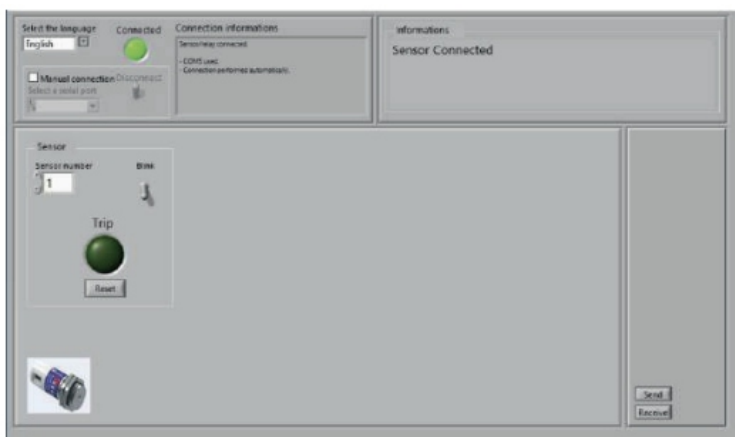 Select the language
English
Connected
Manual connection
Disconnect
Select a serial port
Connection informations
Sensor/relay connected.
- COM5 used.
- Connection performed automatically.
Informations
Sensor Connected
Sensor
Sensor number
1
Blink
Trip
Reset
Send
Receive